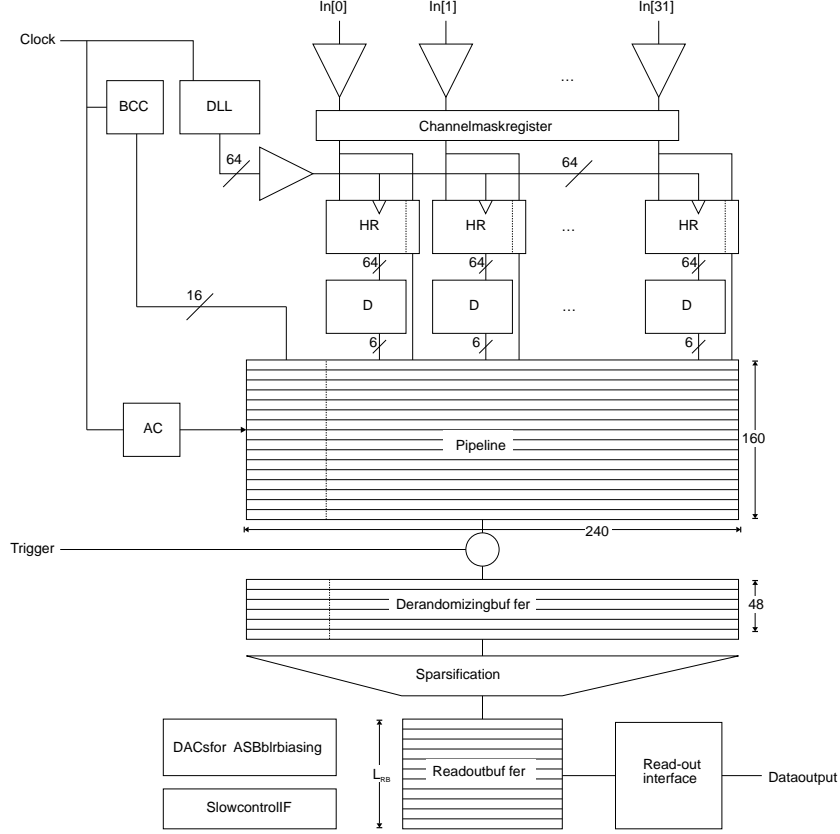 In[0] In[1] In[31]
Clock
...
BCC DLL
Channelmaskregister
64 64
HR HR ... HR
64 64 64
16 D D ... D
6 6 6
AC
Pipeline 160
240
Trigger
Derandomizingbuf fer 48
Sparsification
DACsfor ASBblrbiasing
LRB Readoutbuf fer Read-out
interface Dataoutput
SlowcontrolIF